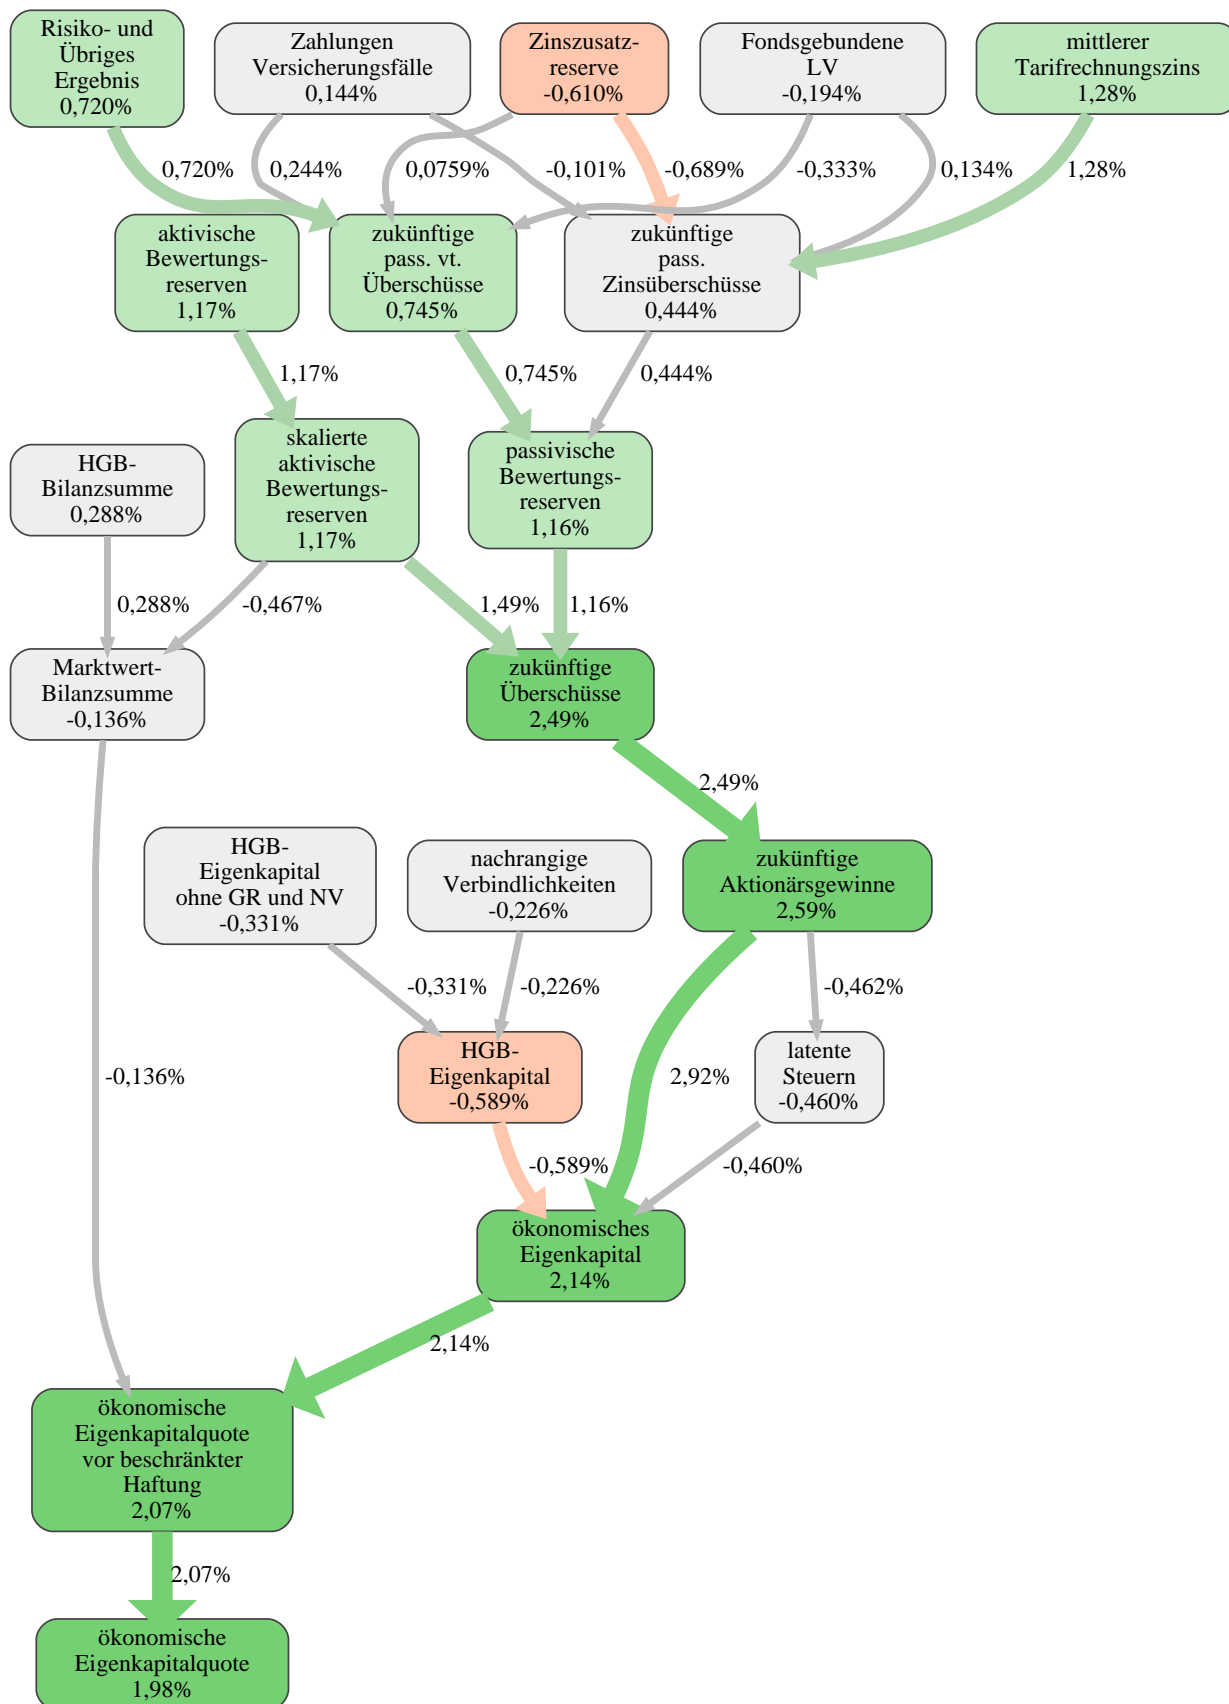 Risiko- und
Übriges
Ergebnis
0,720%
Zahlungen
Versicherungsfälle
0,144%
Zinszusatz-
reserve
-0,610%
Fondsgebundene
LV
-0,194%
mittlerer
Tarifrechnungszins
1,28%
0,720%
0,244%
0,0759%
-0,101%
-0,689%
-0,333%
0,134%
1,28%
aktivische
Bewertungs-
reserven
1,17%
zukünftige
pass. vt.
Überschüsse
0,745%
zukünftige
pass.
Zinsüberschüsse
0,444%
1,17%
0,745%
0,444%
HGB-
Bilanzsumme
0,288%
skalierte
aktivische
Bewertungs-
reserven
1,17%
passivische
Bewertungs-
reserven
1,16%
0,288%
-0,467%
1,49%
1,16%
Marktwert-
Bilanzsumme
-0,136%
zukünftige
Überschüsse
2,49%
2,49%
HGB-
Eigenkapital
ohne GR und NV
-0,331%
nachrangige
Verbindlichkeiten
-0,226%
zukünftige
Aktionärsgewinne
2,59%
-0,331%
-0,226%
-0,462%
-0,136%
HGB-
Eigenkapital
-0,589%
2,92%
latente
Steuern
-0,460%
-0,589%
-0,460%
ökonomisches
Eigenkapital
2,14%
2,14%
ökonomische
Eigenkapitalquote
vor beschränkter
Haftung
2,07%
2,07%
ökonomische
Eigenkapitalquote
1,98%